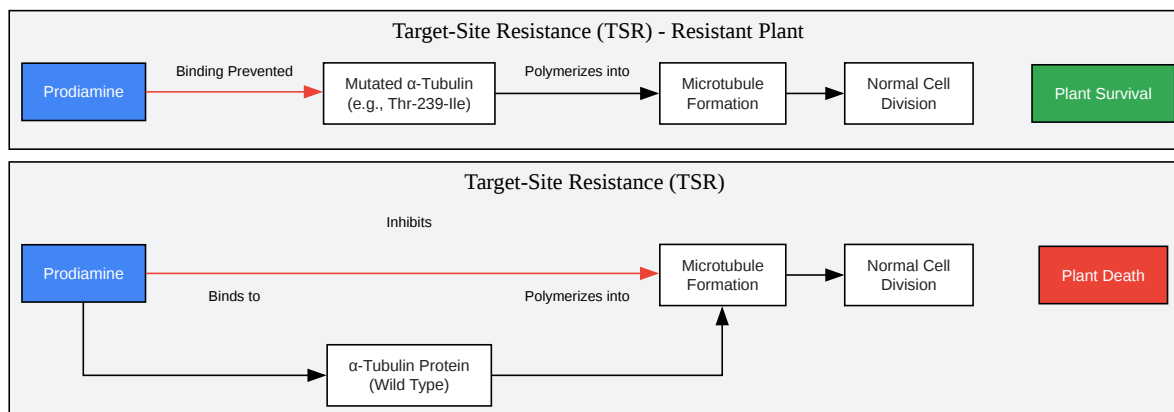 Target-Site Resistance (TSR) - Resistant Plant
Prodiamine
Binding Prevented
Mutated α-Tubulin
(e.g., Thr-239-Ile)
Polymerizes into
Microtubule
Formation
Normal Cell
Division
Plant Survival
Target-Site Resistance (TSR)
Inhibits
Prodiamine
Binds to
Polymerizes into
Microtubule
Formation
Normal Cell
Division
Plant Death
α-Tubulin Protein
(Wild Type)